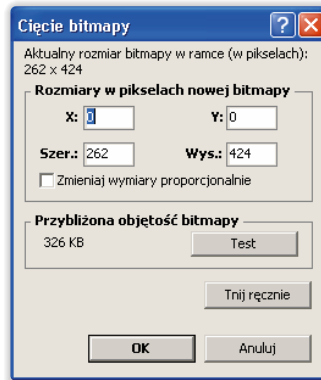 Cięcie bitmapy
Aktualny rozmiar bitmapy w ramce (w pikselach):
262 x 424
Rozmiary w pikselach nowej bitmapy
X: 0 Y: 0
Szer.: 262 Wys.: 424
Zmieniaj wymiary proporcjonalnie
Przybliżona objętość bitmapy
326 KB Test
Tnij ręcznie
OK Anuluj